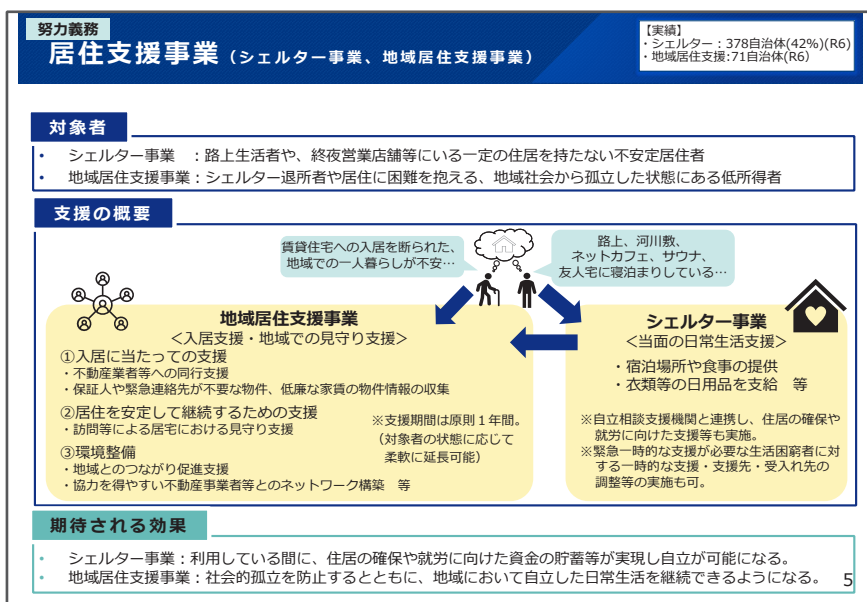 努力義務
居住支援事業（シェルター事業、地域居住支援事業）
【実績】
・シェルター：378自治体(42%)(R6)
・地域居住支援:71自治体(R6)
対象者
• シェルター事業　：路上生活者や、終夜営業店舗等にいる一定の住居を持たない不安定居住者
• 地域居住支援事業：シェルター退所者や居住に困難を抱える、地域社会から孤立した状態にある低所得者
支援の概要
賃貸住宅への入居を断られた、
地域での一人暮らしが不安…
路上、河川敷、
ネットカフェ、サウナ、
友人宅に寝泊まりしている…
地域居住支援事業
＜入居支援・地域での見守り支援＞
①入居に当たっての支援
・不動産業者等への同行支援
・保証人や緊急連絡先が不要な物件、低廉な家賃の物件情報の収集
②居住を安定して継続するための支援
・訪問等による居宅における見守り支援
③環境整備
・地域とのつながり促進支援
・協力を得やすい不動産事業者等とのネットワーク構築　等
※支援期間は原則１年間。
（対象者の状態に応じて
柔軟に延長可能）
シェルター事業
＜当面の日常生活支援＞
・宿泊場所や食事の提供
・衣類等の日用品を支給　等
※自立相談支援機関と連携し、住居の確保や
就労に向けた支援等も実施。
※緊急一時的な支援が必要な生活困窮者に対
する一時的な支援・支援先・受入れ先の
調整等の実施も可。
期待される効果
• シェルター事業：利用している間に、住居の確保や就労に向けた資金の貯蓄等が実現し自立が可能になる。
• 地域居住支援事業：社会的孤立を防止するとともに、地域において自立した日常生活を継続できるようになる。
5